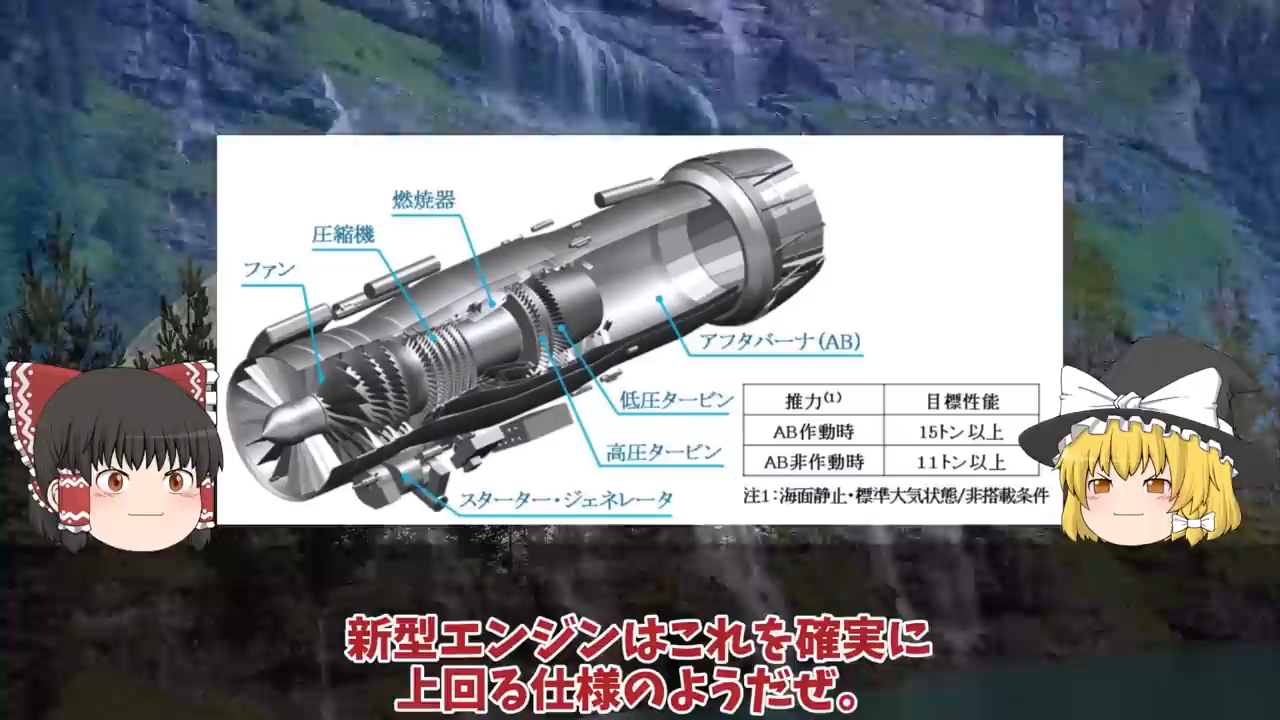 燃焼器
圧縮機
ファン
アフタバーナ(AB)
低圧タービン
高圧タービン
スターター・ジェネレータ
推力(1) 目標性能
AB作動時 15トン以上
AB非作動時 11トン以上
注1:海面静止・標準大気状態/非搭載条件
新型エンジンはこれを確実に
上回る仕様のようだぜ。